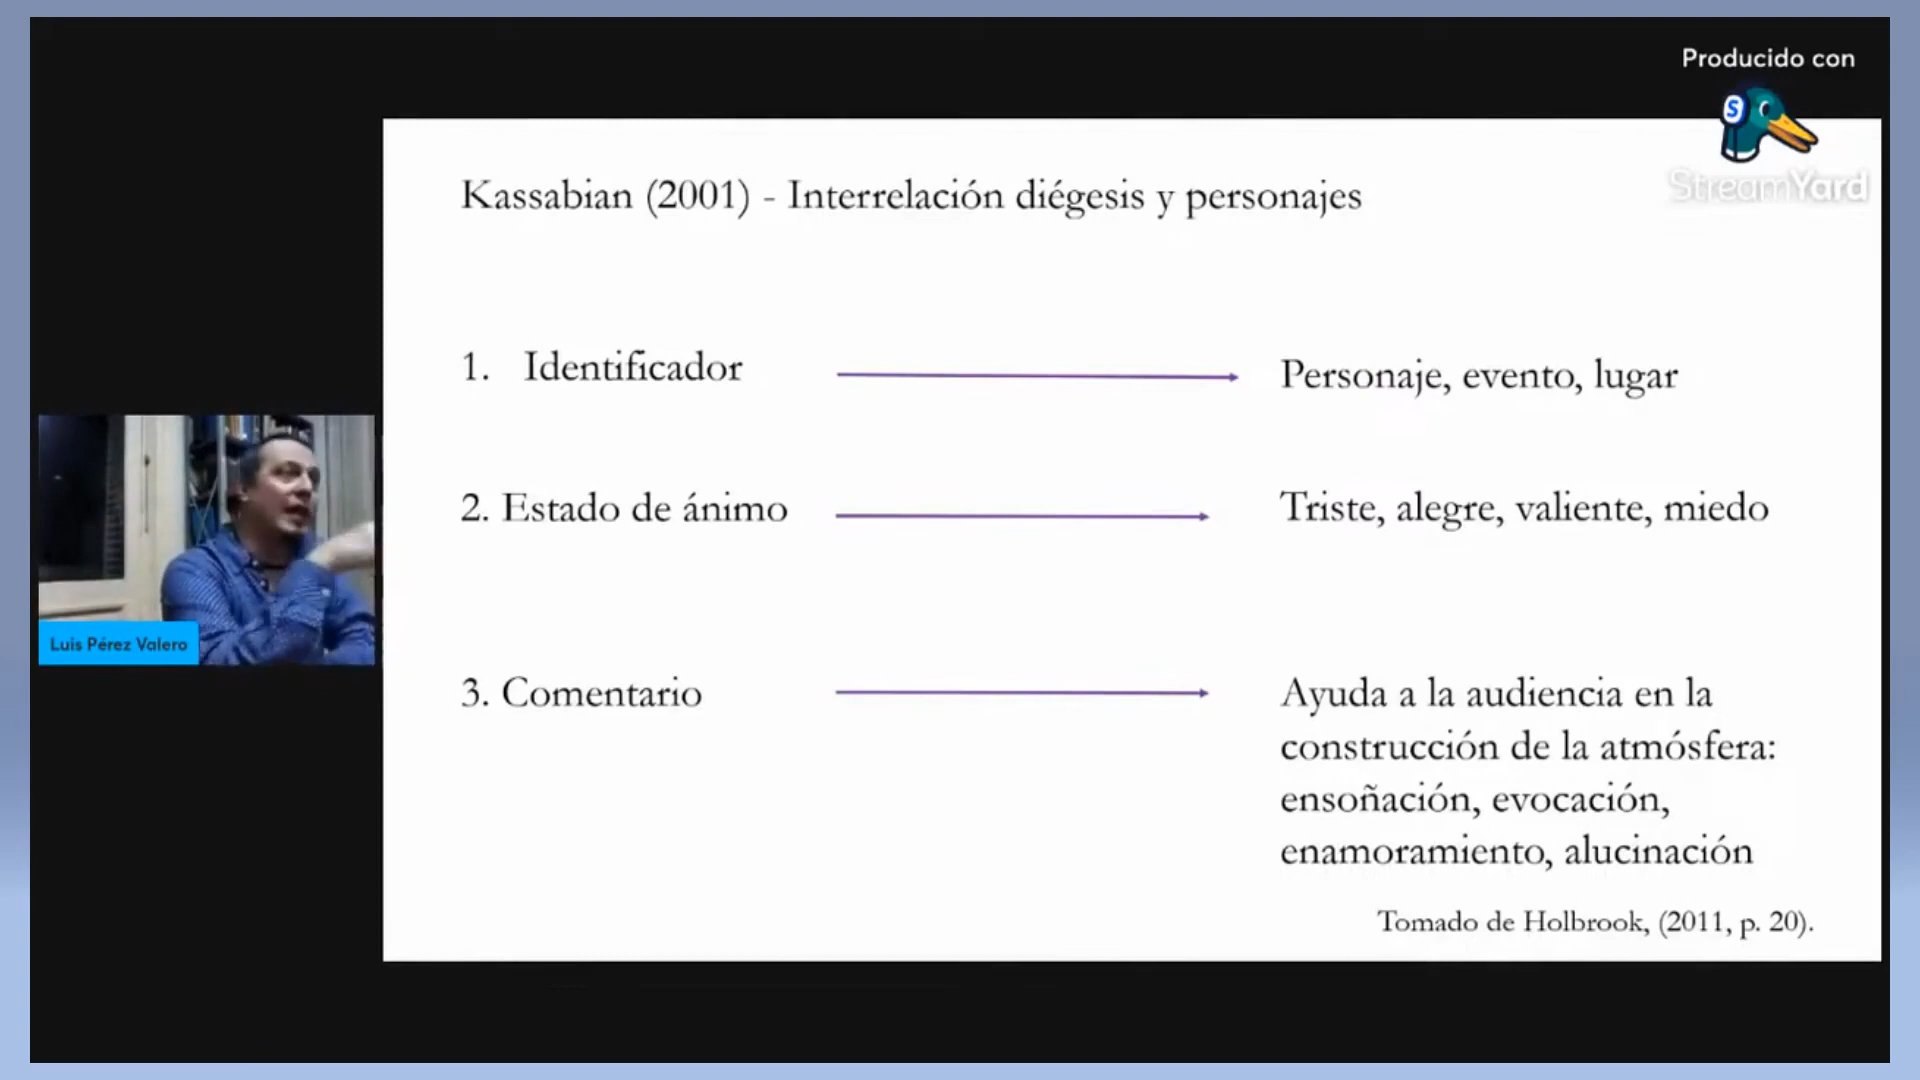 Producido con
StreamYard
Kassabian (2001) - Interrelación diégesis y personajes
1. Identificador
Personaje, evento, lugar
2. Estado de ánimo
Triste, alegre, valiente, miedo
3. Comentario
Ayuda a la audiencia en la
construcción de la atmósfera:
ensoñación, evocación,
enamoramiento, alucinación
Tomado de Holbrook, (2011, p. 20).
Luis Pérez Valero